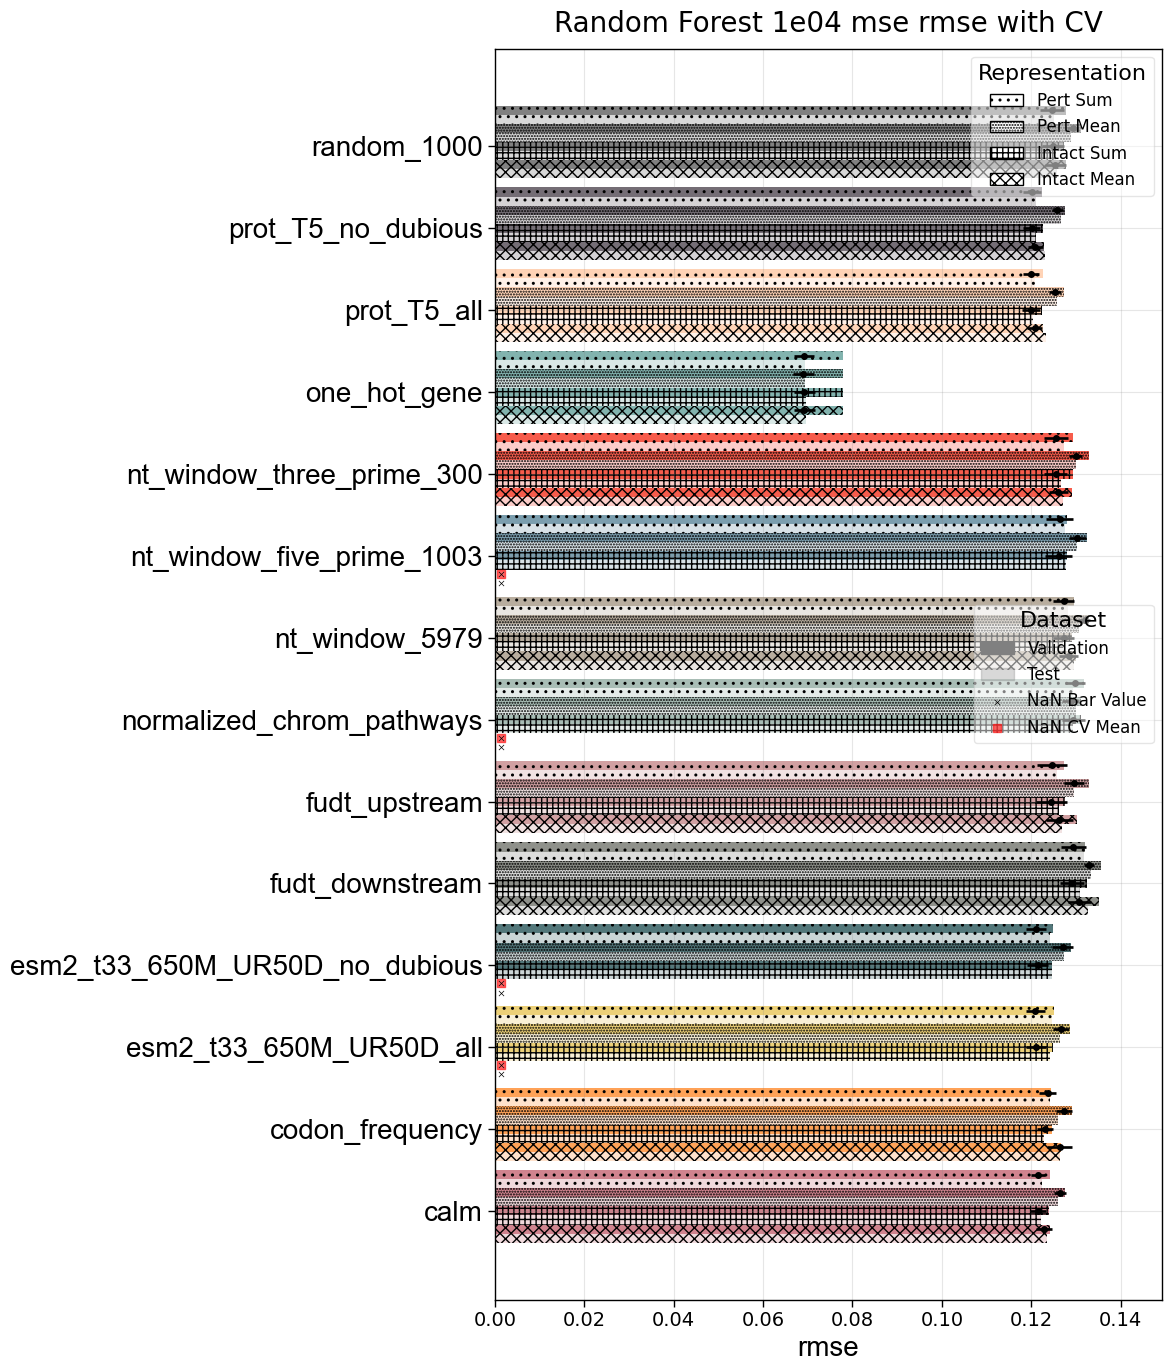 Random Forest 1e04 mse rmse with CV
Representation
Pert Sum
Pert Mean
Intact Sum
Intact Mean
random_1000
prot_T5_no_dubious
prot_T5_all
one_hot_gene
nt_window_three_prime_300
nt_window_five_prime_1003
nt_window_5979
Dataset
Validation
Test
NaN Bar Value
NaN CV Mean
normalized_chrom_pathways
fudt_upstream
fudt_downstream
esm2_t33_650M_UR50D_no_dubious
esm2_t33_650M_UR50D_all
codon_frequency
calm
0.00 0.02 0.04 0.06 0.08 0.10 0.12 0.14
rmse